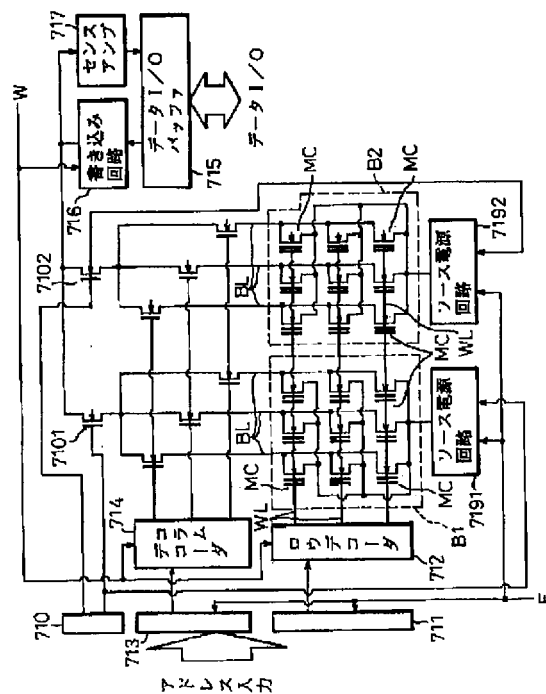 717
センス
アンプ
W
書き込み
回路
716
データI/O
バッファ
715
データI/O
7102
7101
BL
BL
MC
B2
MC
7192
ソース電源
回路
WL
MC
MC
WL
MC
B1
7191
ソース電源
回路
714
コラム
デコーダ
ロウデコーダ
712
710
713
711
アドレス入力
E